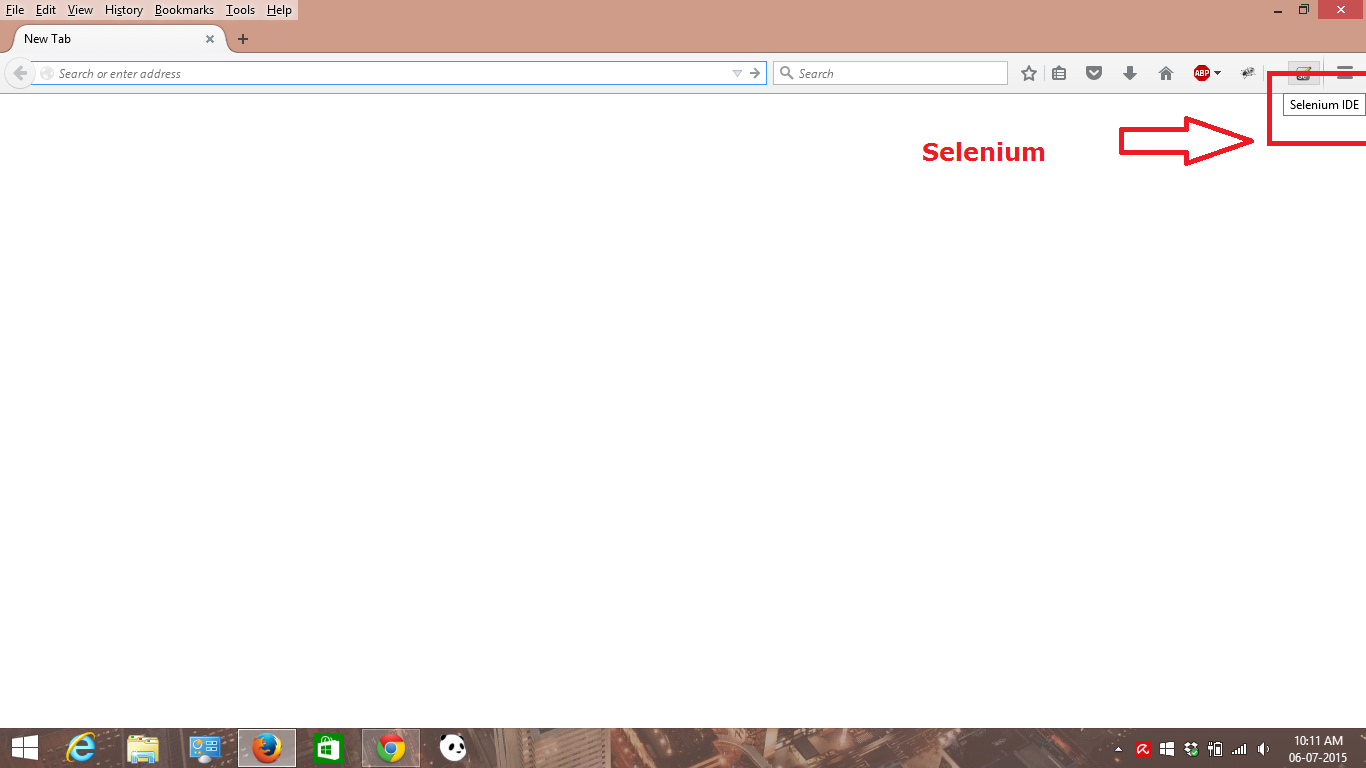 File Edit View History Bookmarks Tools Help
New Tab
Search or enter address
Search
ABP
Selenium IDE
Selenium
10:11 AM
06-07-2015